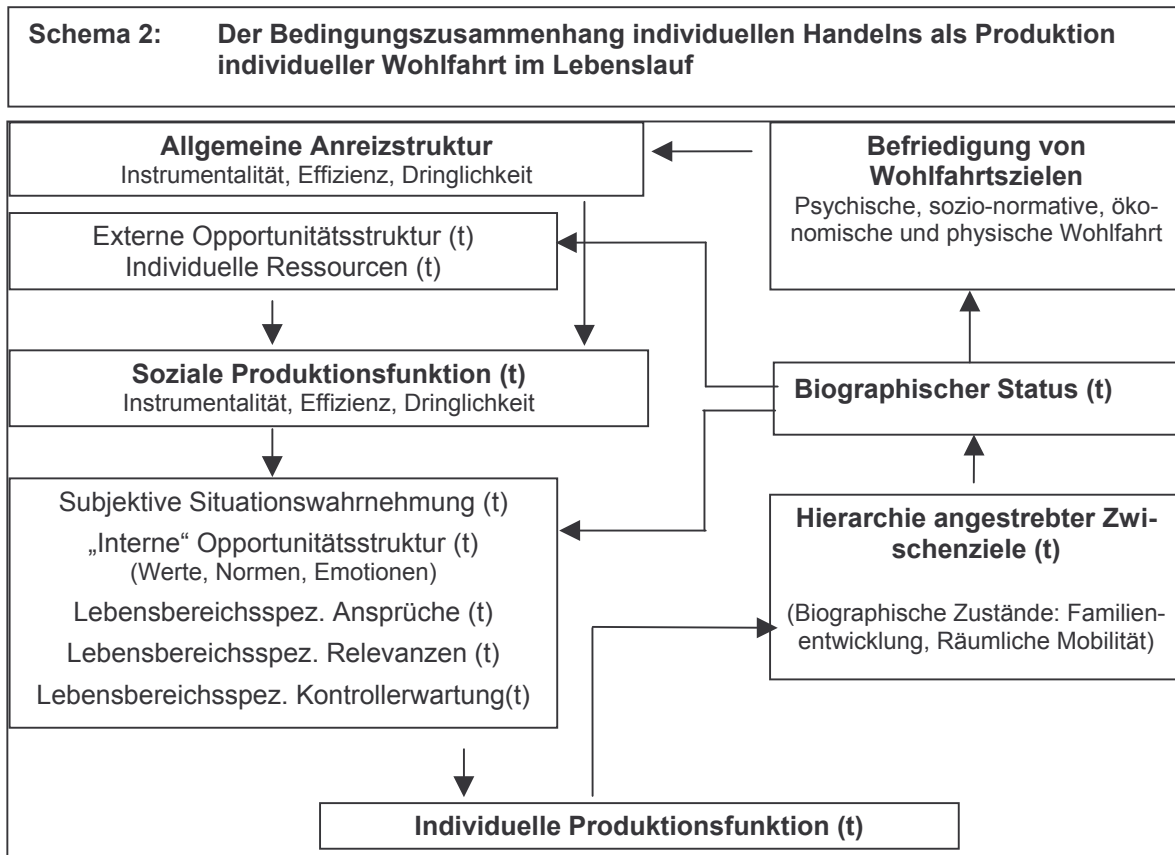 Schema 2: Der Bedingungszusammenhang individuellen Handelns als Produktion
individueller Wohlfahrt im Lebenslauf
Allgemeine Anreizstruktur
Instrumentalität, Effizienz, Dringlichkeit
Externe Opportunitätsstruktur (t)
Individuelle Ressourcen (t)
Soziale Produktionsfunktion (t)
Instrumentalität, Effizienz, Dringlichkeit
Subjektive Situationswahrnehmung (t)
„Interne“ Opportunitätsstruktur (t)
(Werte, Normen, Emotionen)
Lebensbereichsspez. Ansprüche (t)
Lebensbereichsspez. Relevanzen (t)
Lebensbereichsspez. Kontrollerwartung(t)
Individuelle Produktionsfunktion (t)
Hierarchie angestrebter Zwi-
schenziele (t)
(Biographische Zustände: Familien-
entwicklung, Räumliche Mobilität)
Biographischer Status (t)
Befriedigung von
Wohlfahrtszielen
Psychische, sozio-normative, öko-
nomische und physische Wohlfahrt